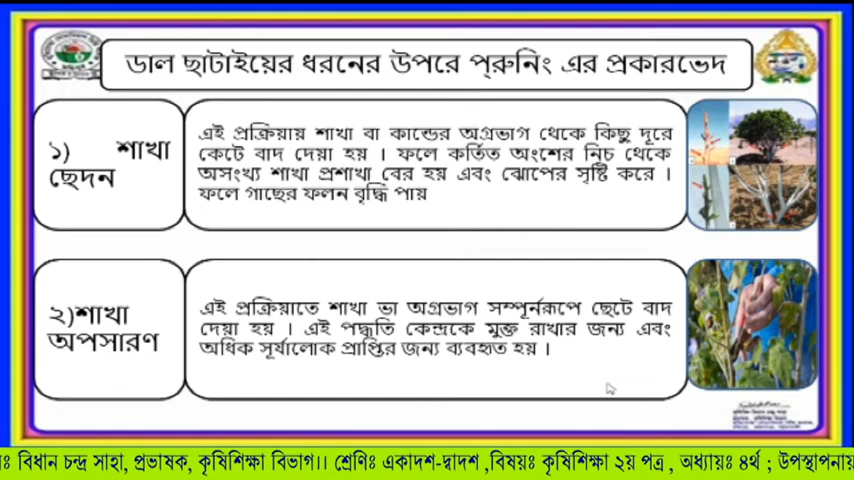 ডাল ছাটাইয়ের ধরনের উপরে প্রুনিং এর প্রকারভেদ
১) শাখা
ছেদন
এই প্রক্রিয়ায় শাখা বা কান্ডের অগ্রভাগ থেকে কিছু দূরে
কেটে বাদ দেয়া হয় । ফলে কর্তিত অংশের নিচ থেকে
অসংখ্য শাখা প্রশাখা বের হয় এবং ঝোপের সৃষ্টি করে ।
ফলে গাছের ফলন বৃদ্ধি পায়
২)শাখা
অপসারণ
এই প্রক্রিয়াতে শাখা ভা অগ্রভাগ সম্পূর্নরূপে ছেটে বাদ
দেয়া হয় । এই পদ্ধতি কেন্দ্রকে মুক্ত রাখার জন্য এবং
অধিক সূর্যালোক প্রাপ্তির জন্য ব্যবহৃত হয় ।
ঃ বিধান চন্দ্র সাহা, প্রভাষক, কৃষিশিক্ষা বিভাগ।। শ্রেণিঃ একাদশ-দ্বাদশ ,বিষয়ঃ কৃষিশিক্ষা ২য় পত্র , অধ্যায়ঃ ৪র্থ ; উপস্থাপনায়